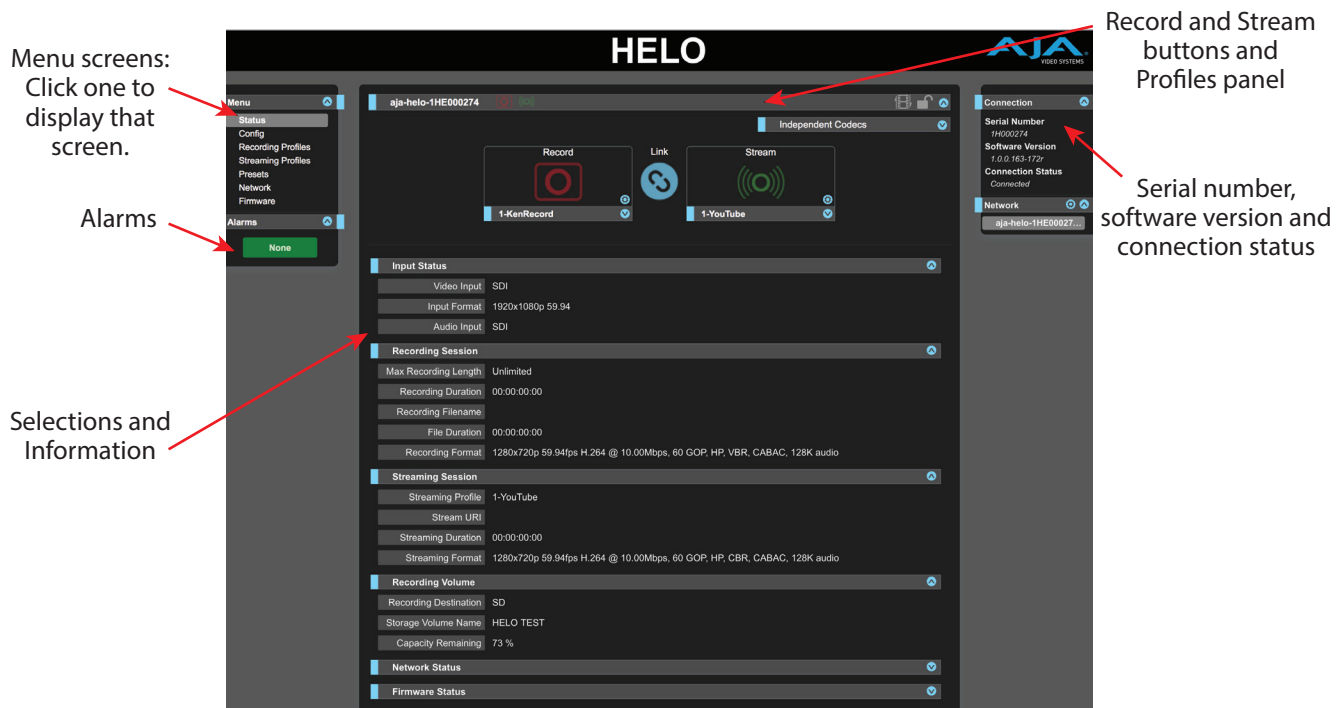 Menu screens:
Click one to
display that
screen.
Alarms
Selections and
Information
Record and Stream
buttons and
Profiles panel
Serial number,
software version and
connection status
HELO
AJA
VIDEO SYSTEMS
Menu
Status
Config
Recording Profiles
Streaming Profiles
Presets
Network
Firmware
Alarms
None
aja-helo-1HE000274
Independent Codecs
Record
Link
Stream
1-KenRecord
1-YouTube
Input Status
Video Input SDI
Input Format 1920x1080p 59.94
Audio Input SDI
Recording Session
Max Recording Length Unlimited
Recording Duration 00:00:00:00
Recording Filename
File Duration 00:00:00:00
Recording Format 1280x720p 59.94fps H.264 @ 10.00Mbps, 60 GOP, HP, VBR, CABAC, 128K audio
Streaming Session
Streaming Profile 1-YouTube
Stream URI
Streaming Duration 00:00:00:00
Streaming Format 1280x720p 59.94fps H.264 @ 10.00Mbps, 60 GOP, HP, CBR, CABAC, 128K audio
Recording Volume
Recording Destination SD
Storage Volume Name HELO TEST
Capacity Remaining 73 %
Network Status
Firmware Status
Connection
Serial Number
1H000274
Software Version
1.0.0.163-172r
Connection Status
Connected
Network
aja-helo-1HE00027...